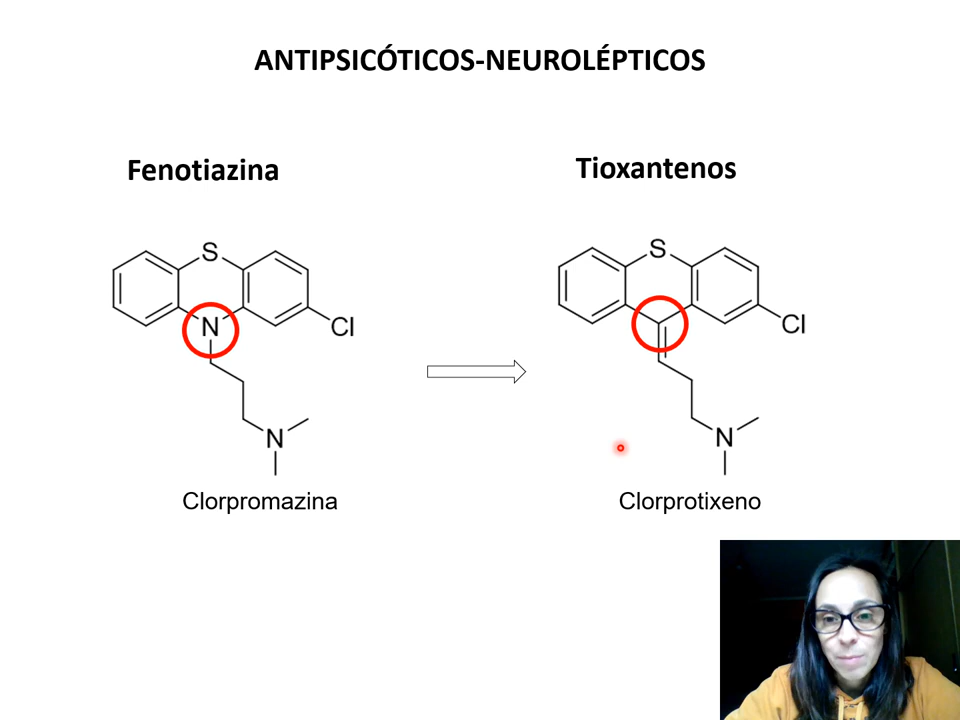 ANTIPSICÓTICOS-NEUROLÉPTICOS
Fenotiazina
Tioxantenos
S
N
Cl
N
Clorpromazina
S
Cl
N
Clorprotixeno